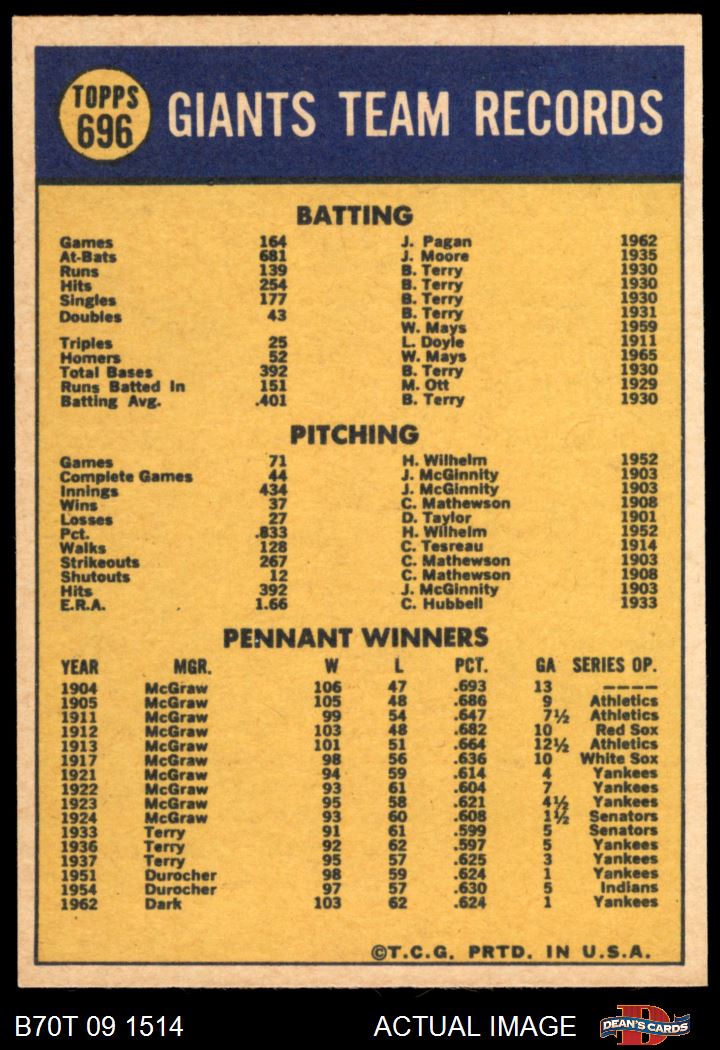 TOPPS
696
GIANTS TEAM RECORDS
BATTING
Games 164 J. Pagan 1962
At-Bats 681 J. Moore 1935
Runs 139 B. Terry 1930
Hits 254 B. Terry 1930
Singles 177 B. Terry 1930
Doubles 43 B. Terry 1931
W. Mays 1959
Triples 25 L. Doyle 1911
Homers 52 W. Mays 1965
Total Bases 392 B. Terry 1930
Runs Batted In 151 M. Ott 1929
Batting Avg. .401 B. Terry 1930
PITCHING
Games 71 H. Wilhelm 1952
Complete Games 44 J. McGinnity 1903
Innings 434 J. McGinnity 1903
Wins 37 C. Mathewson 1908
Losses 27 D. Taylor 1901
Pct. .833 H. Wilhelm 1952
Walks 128 C. Tesreau 1914
Strikeouts 267 C. Mathewson 1903
Shutouts 12 C. Mathewson 1908
Hits 392 J. McGinnity 1903
E.R.A. 1.66 C. Hubbell 1933
PENNANT WINNERS
YEAR MGR. W L PCT. GA SERIES OP.
1904 McGraw 106 47 .693 13 ----
1905 McGraw 105 48 .686 9 Athletics
1911 McGraw 99 54 .647 7½ Athletics
1912 McGraw 103 48 .682 10 Red Sox
1913 McGraw 101 51 .664 12½ Athletics
1917 McGraw 98 56 .636 10 White Sox
1921 McGraw 94 59 .614 4 Yankees
1922 McGraw 93 61 .604 7 Yankees
1923 McGraw 95 58 .621 4½ Yankees
1924 McGraw 93 60 .608 1½ Senators
1933 Terry 91 61 .599 5 Senators
1936 Terry 92 62 .597 5 Yankees
1937 Terry 95 57 .625 3 Yankees
1951 Durocher 98 59 .624 1 Yankees
1954 Durocher 97 57 .630 5 Indians
1962 Dark 103 62 .624 1 Yankees
©T.C.G. PRTD. IN U.S.A.
B70T 09 1514 ACTUAL IMAGE DEAN'S CARDS